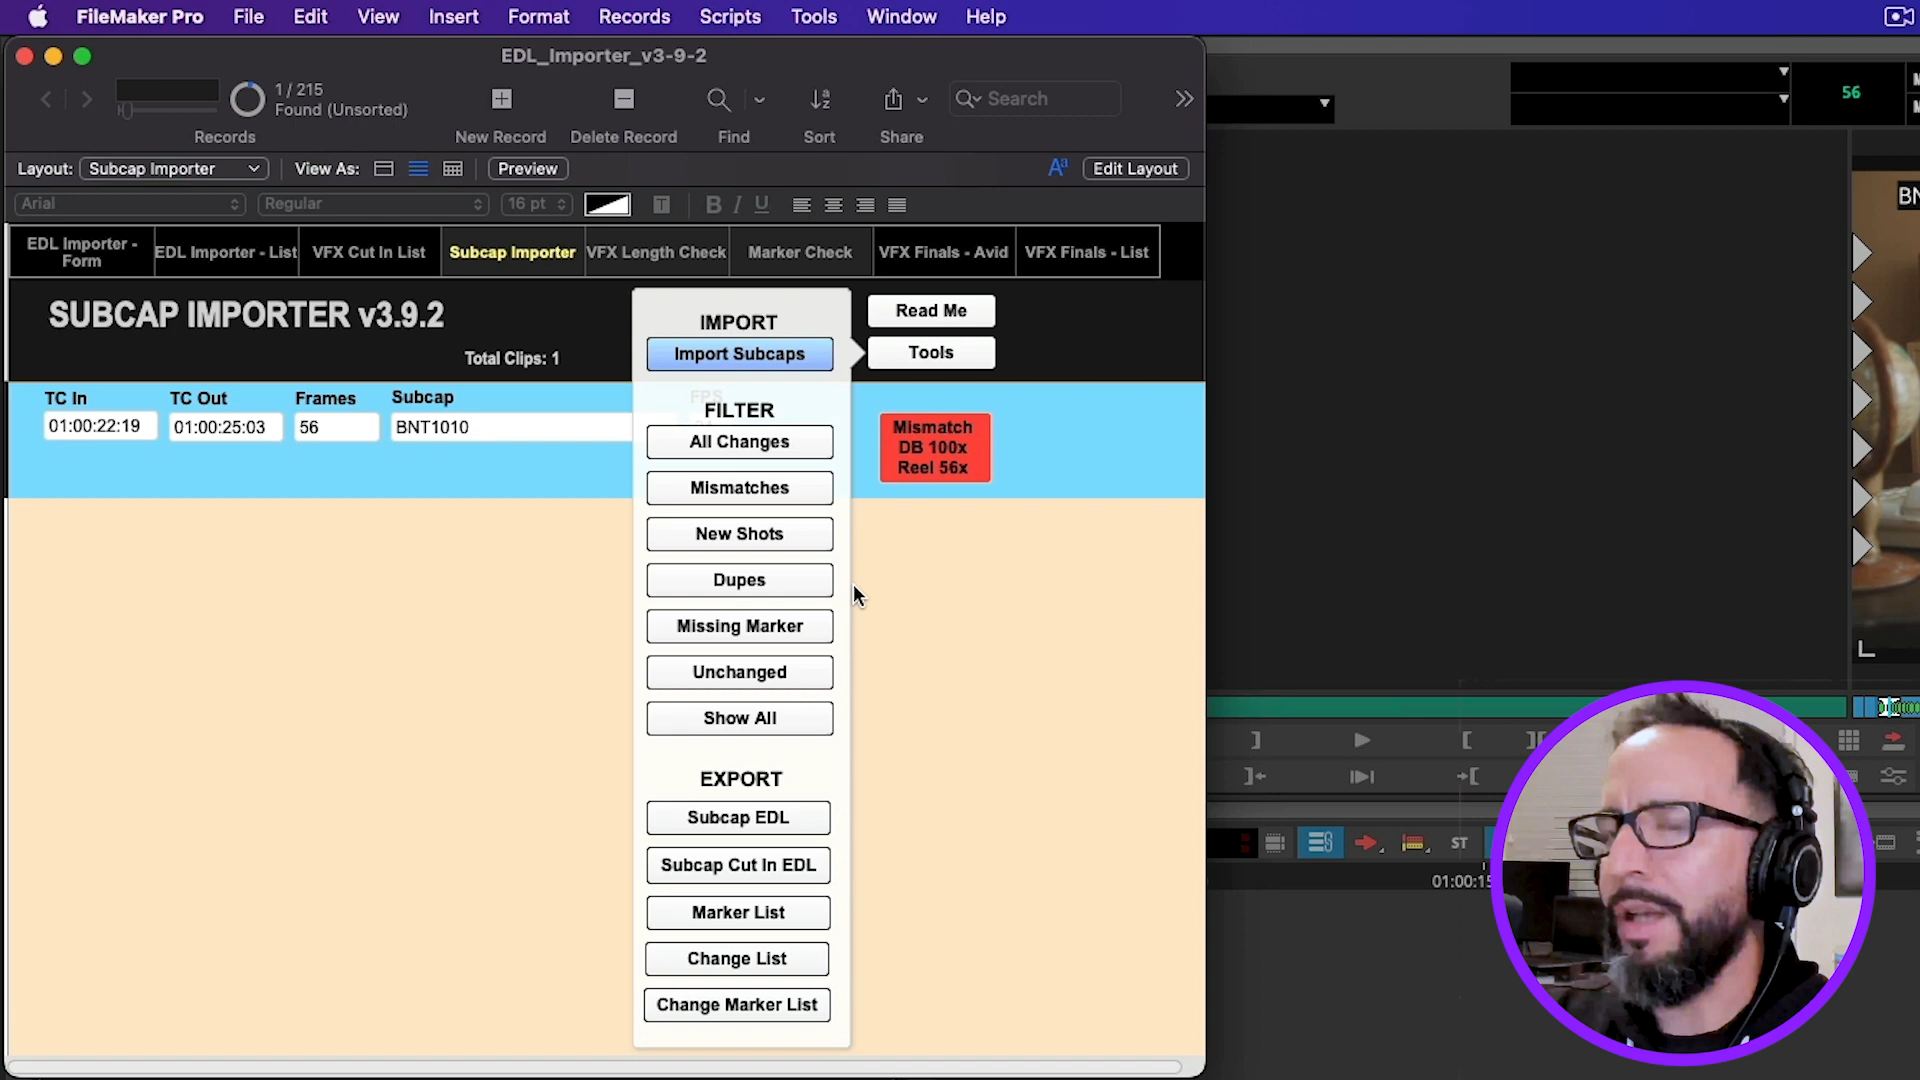 FileMaker Pro File Edit View Insert Format Records Scripts Tools Window Help
EDL_Importer_v3-9-2
1 / 215
Found (Unsorted)
Search
Records New Record Delete Record Find Sort Share
Layout: Subcap Importer View As: Preview Aa Edit Layout
Arial Regular 16 pt T B I U
EDL Importer - Form
EDL Importer - List
VFX Cut In List
Subcap Importer
VFX Length Check
Marker Check
VFX Finals - Avid
VFX Finals - List
SUBCAP IMPORTER v3.9.2
Total Clips: 1
IMPORT
Import Subcaps
Read Me
Tools
TC In TC Out Frames Subcap FPS
01:00:22:19 01:00:25:03 56 BNT1010
Mismatch
DB 100x
Reel 56x
FILTER
All Changes
Mismatches
New Shots
Dupes
Missing Marker
Unchanged
Show All
EXPORT
Subcap EDL
Subcap Cut In EDL
Marker List
Change List
Change Marker List
56
BN
ST
01:00:15